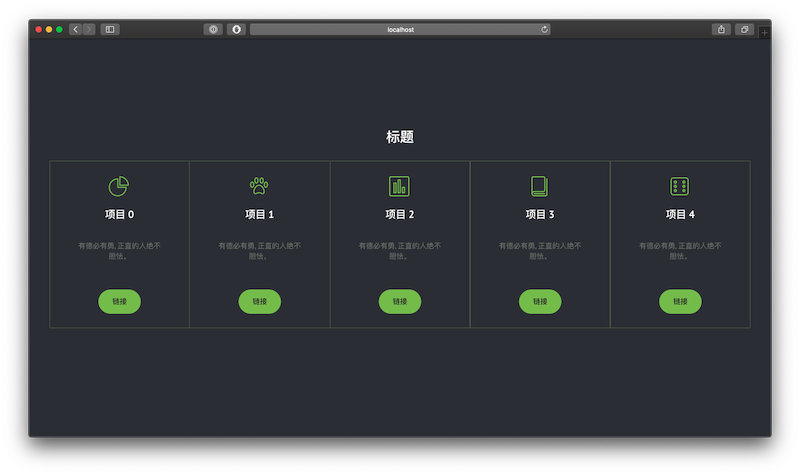 localhost
标题
项目 0
项目 1
项目 2
项目 3
项目 4
有德必有勇, 正直的人绝不
胆怯。
有德必有勇, 正直的人绝不
胆怯。
有德必有勇, 正直的人绝不
胆怯。
有德必有勇, 正直的人绝不
胆怯。
有德必有勇, 正直的人绝不
胆怯。
链接
链接
链接
链接
链接